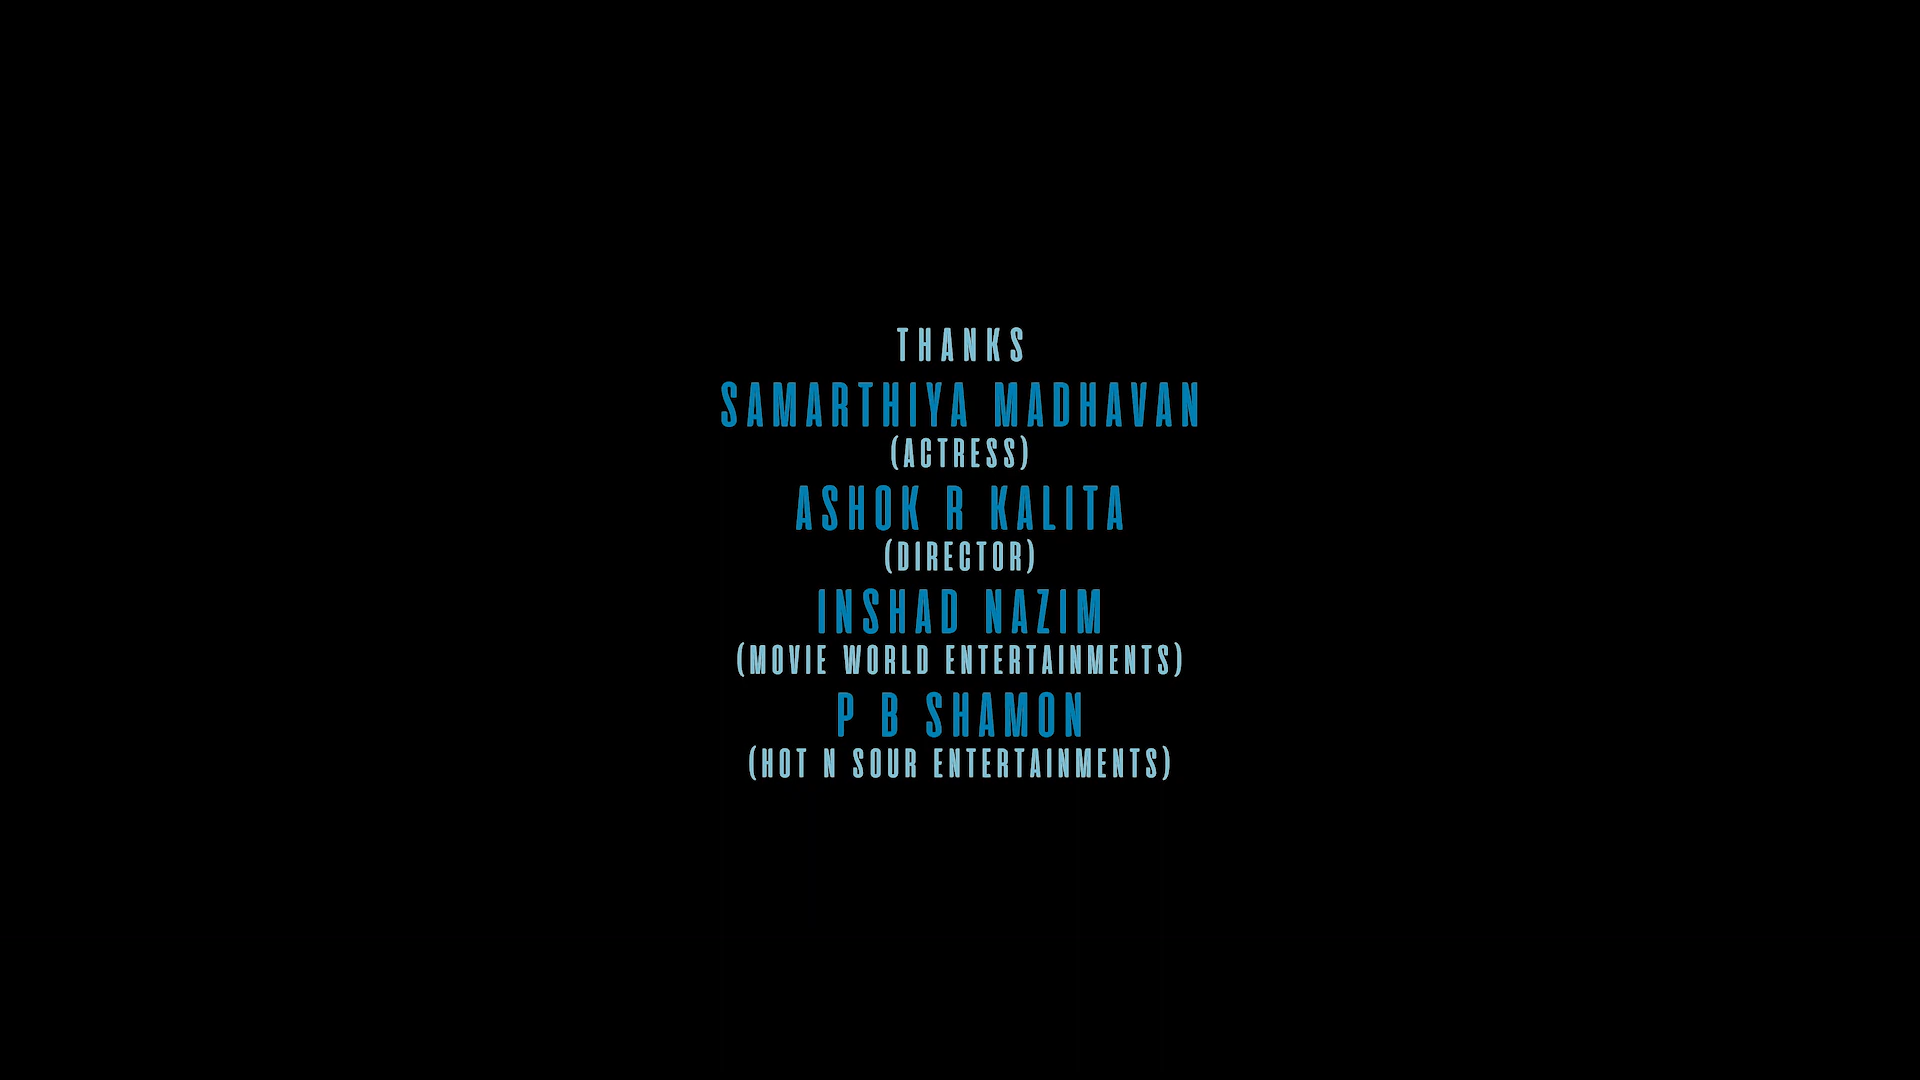 THANKS
SAMARTHIYA MADHAVAN
(ACTRESS)
ASHOK R KALITA
(DIRECTOR)
INSHAD NAZIM
(MOVIE WORLD ENTERTAINMENTS)
P B SHAMON
(HOT N SOUR ENTERTAINMENTS)